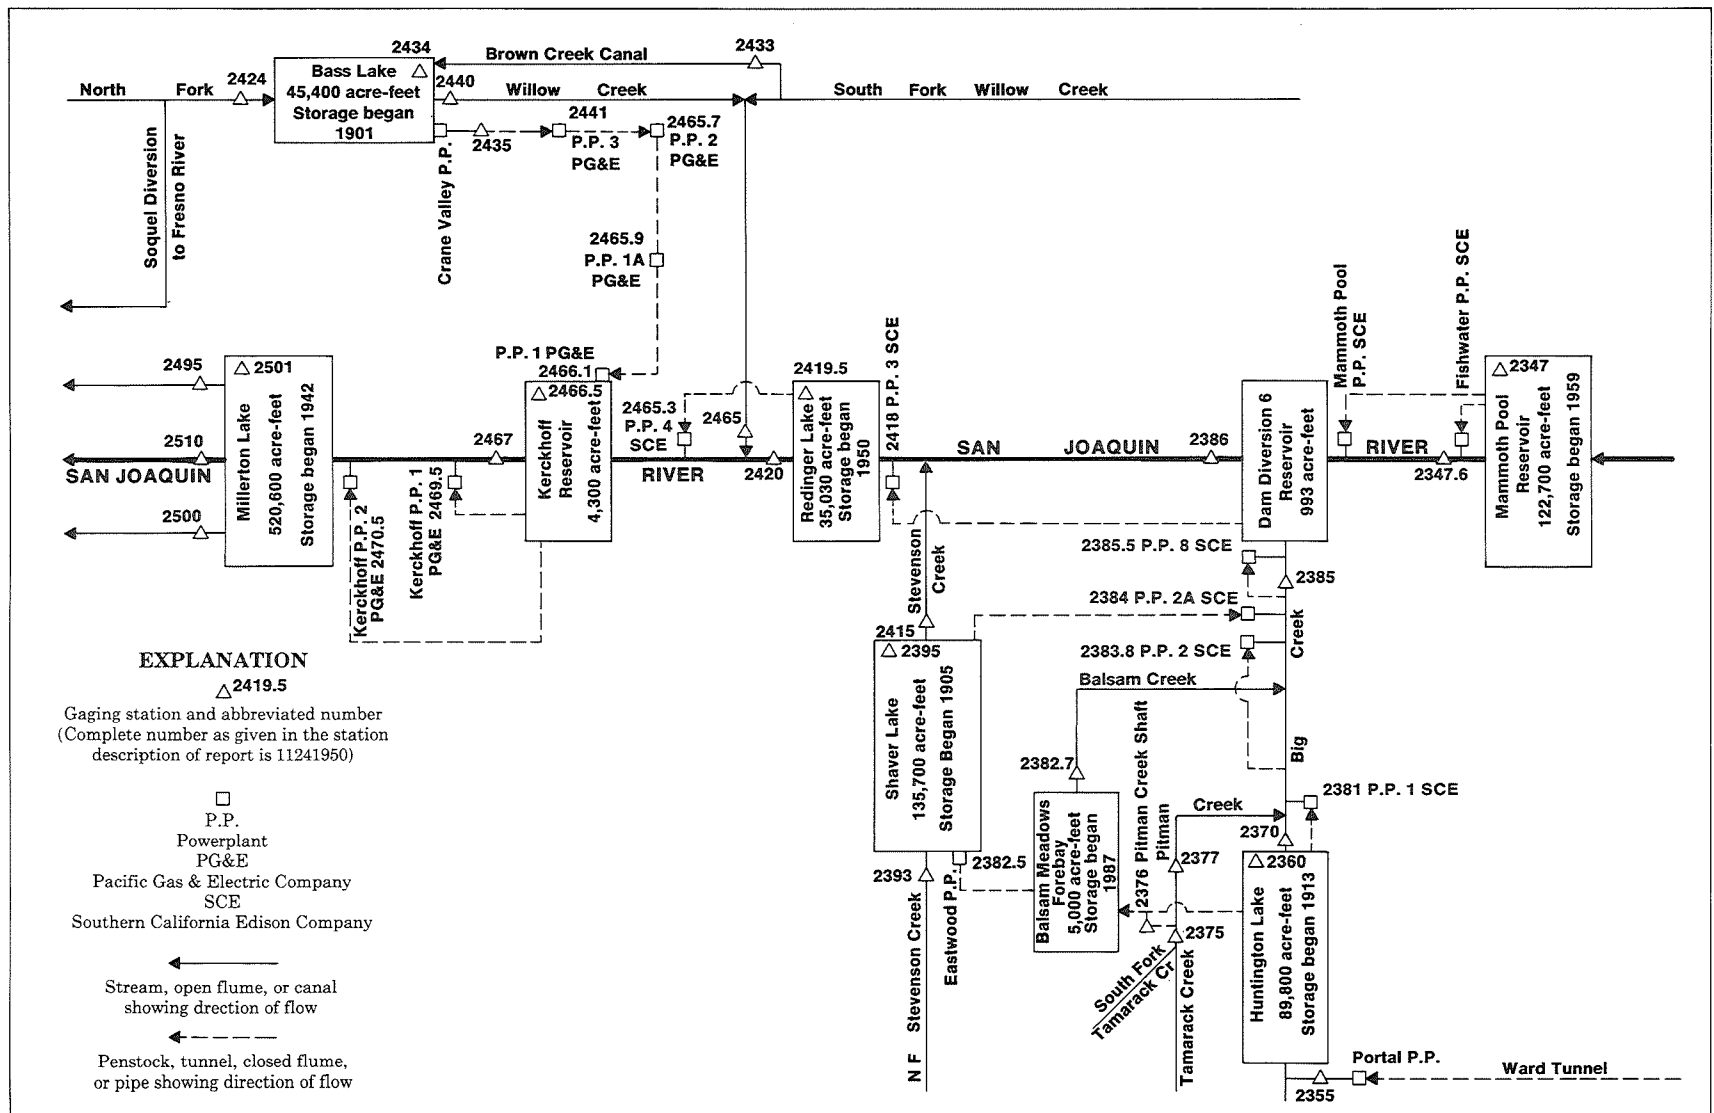 2434
Brown Creek Canal
2433
North
Fork
2424
Bass Lake
45,400 acre-feet
Storage began
1901
2440
Willow
Creek
South
Fork
Willow
Creek
2435
2441
P.P. 3
PG&E
2465.7
P.P. 2
PG&E
Crane Valley P.P.
Soquel Diversion
to Fresno River
2465.9
P.P. 1A
PG&E
P.P. 1 PG&E
2466.1
2495
2501
Millerton Lake
520,600 acre-feet
Storage began 1942
2510
SAN JOAQUIN
2500
2467
Kerckhoff P.P. 2
PG&E 2470.5
Kerckhoff P.P. 1
PG&E 2469.5
2466.5
Kerckhoff
Reservoir
4,300 acre-feet
2465.3
P.P. 4
SCE
RIVER
2465
2420
2419.5
Redinger Lake
35,030 acre-feet
Storage began
1950
2418 P.P. 3 SCE
SAN
JOAQUIN
2386
Dam Diversion 6
Reservoir
993 acre-feet
Mammoth Pool
P.P. SCE
Fishwater P.P. SCE
RIVER
2347.6
2347
Mammoth Pool
Reservoir
122,700 acre-feet
Storage began 1959
Stevenson
Creek
2385.5 P.P. 8 SCE
2385
2384 P.P. 2A SCE
2383.8 P.P. 2 SCE
Creek
Big
Balsam Creek
2415
2395
Shaver Lake
135,700 acre-feet
Storage Began 1905
2382.7
2376 Pitman Creek Shaft
Pitman
Creek
2381 P.P. 1 SCE
2370
2377
2393
2382.5
Eastwood P.P.
Balsam Meadows
Forebay
5,000 acre-feet
Storage began
1987
2360
Huntington Lake
89,800 acre-feet
Storage began 1913
2375
South Fork
Tamarack Cr
Tamarack Creek
N F Stevenson Creek
Portal P.P.
Ward Tunnel
2355
EXPLANATION
2419.5
Gaging station and abbreviated number
(Complete number as given in the station
description of report is 11241950)
P.P.
Powerplant
PG&E
Pacific Gas & Electric Company
SCE
Southern California Edison Company
Stream, open flume, or canal
showing direction of flow
Penstock, tunnel, closed flume,
or pipe showing direction of flow